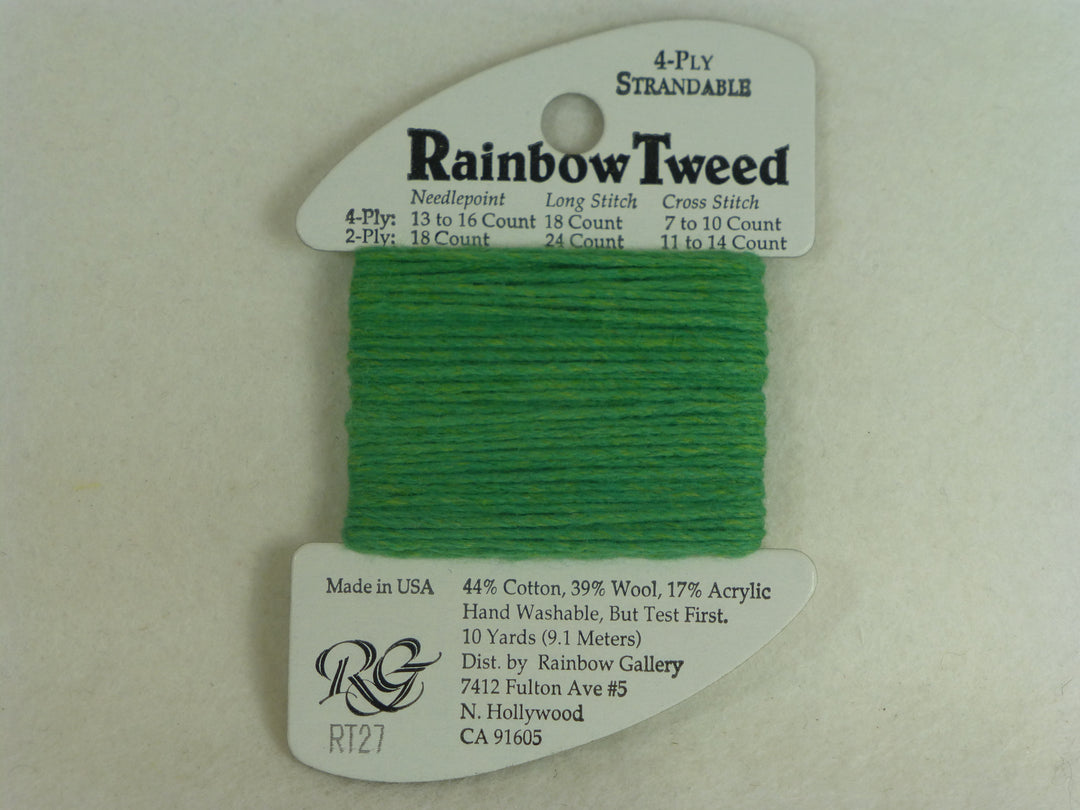 4-Ply
Strandable
Rainbow Tweed
Needlepoint Long Stitch Cross Stitch
4-Ply: 13 to 16 Count 18 Count 7 to 10 Count
2-Ply: 18 Count 24 Count 11 to 14 Count
Made in USA 44% Cotton, 39% Wool, 17% Acrylic
Hand Washable, But Test First.
10 Yards (9.1 Meters)
Dist. by Rainbow Gallery
7412 Fulton Ave #5
N. Hollywood
CA 91605
RG
RT27